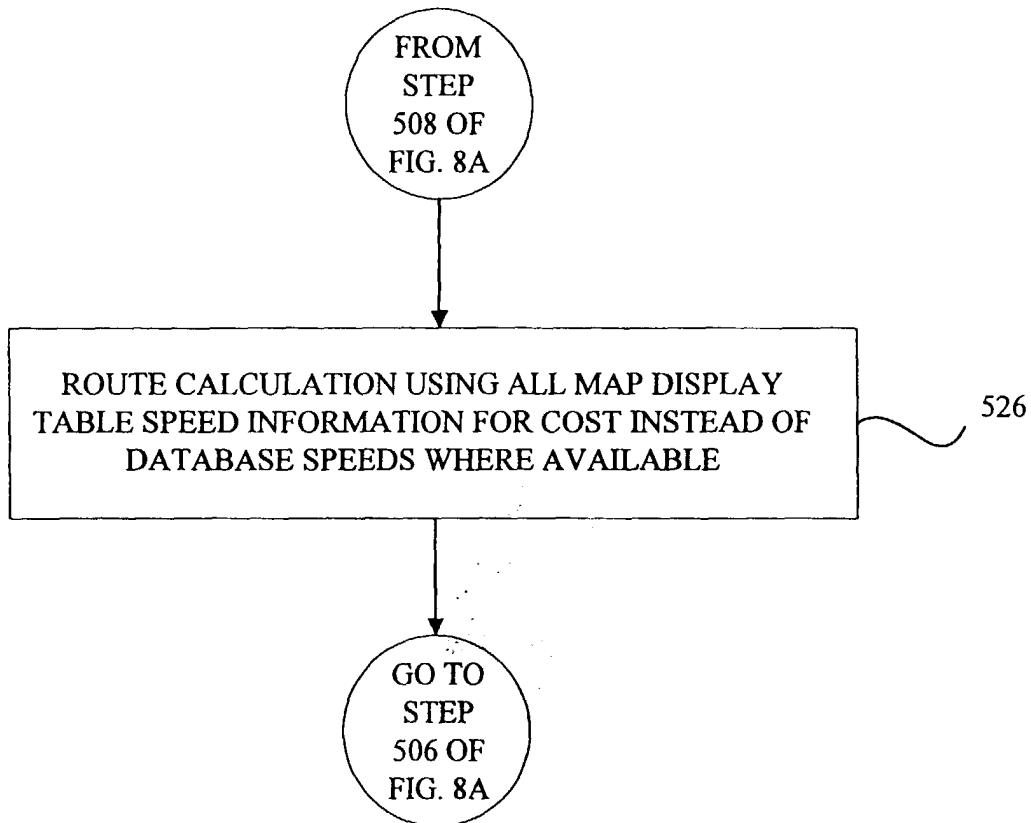 FROM
STEP
508 OF
FIG. 8A
ROUTE CALCULATION USING ALL MAP DISPLAY
TABLE SPEED INFORMATION FOR COST INSTEAD OF
DATABASE SPEEDS WHERE AVAILABLE
526
GO TO
STEP
506 OF
FIG. 8A